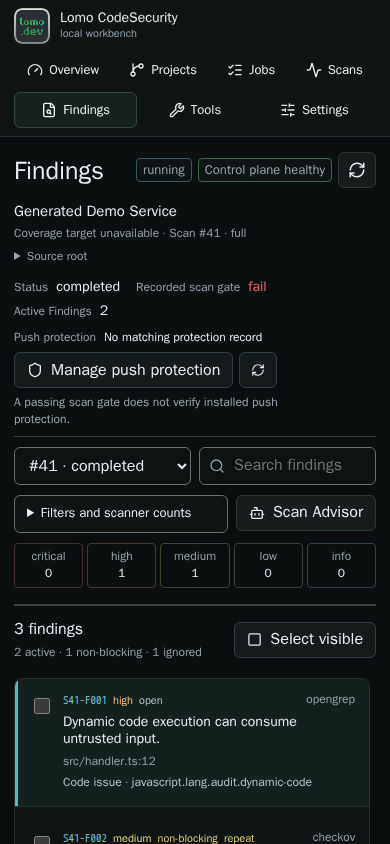 lomo
.dev
Lomo CodeSecurity
local workbench
Overview
Projects
Jobs
Scans
Findings
Tools
Settings
Findings
running
Control plane healthy
Generated Demo Service
Coverage target unavailable · Scan #41 · full
Source root
Status completed Recorded scan gate fail
Active Findings 2
Push protection No matching protection record
Manage push protection
A passing scan gate does not verify installed push
protection.
#41 · completed
Search findings
Filters and scanner counts
Scan Advisor
critical
0
high
1
medium
1
low
0
info
0
3 findings
2 active · 1 non-blocking · 1 ignored
Select visible
S41-F001 high open
opengrep
Dynamic code execution can consume
untrusted input.
src/handler.ts:12
Code issue · javascript.lang.audit.dynamic-code
S41-F002 medium non-blocking repeat
checkov